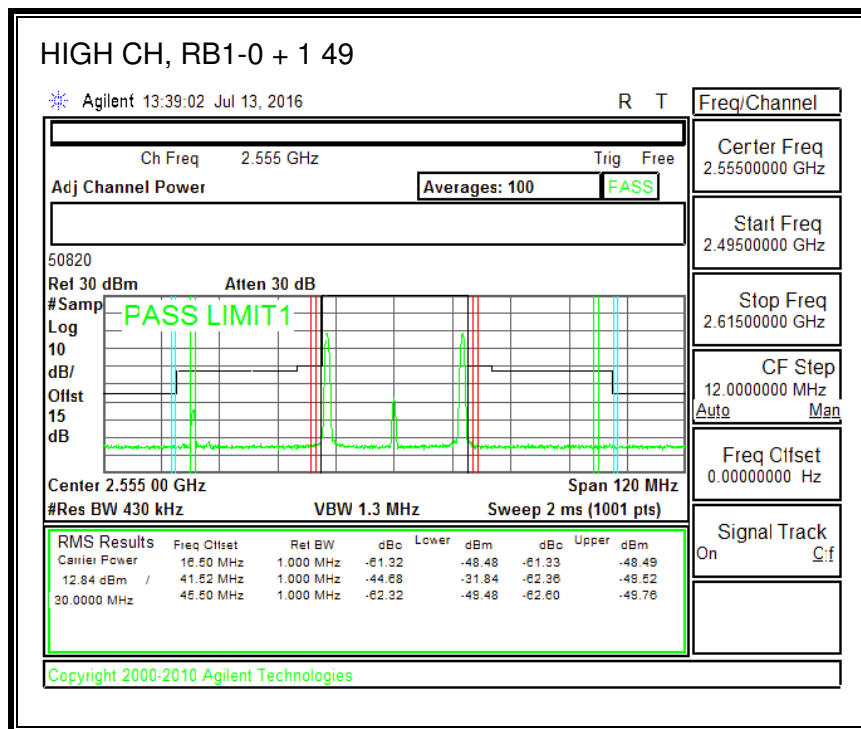 HIGH CH, RB1-0 + 1 49
Agilent 13:39:02 Jul 13, 2016 R T
Ch Freq 2.555 GHz Trig Free
Adj Channel Power Averages: 100 PASS
50820
Ref 30 dBm Atten 30 dB
#Samp
Log
10
dB/
Offst
15
dB
PASS LIMIT1
Center 2.555 00 GHz Span 120 MHz
#Res BW 430 kHz VBW 1.3 MHz Sweep 2 ms (1001 pts)
RMS Results Freq Offset Ref BW dBc Lower dBm dBc Upper dBm
Carrier Power 16.50 MHz 1.000 MHz -61.32 -48.48 -61.33 -48.49
12.84 dBm / 41.52 MHz 1.000 MHz -44.68 -31.84 -62.36 -49.52
30.0000 MHz 45.50 MHz 1.000 MHz -62.32 -49.48 -62.60 -49.76
Copyright 2000-2010 Agilent Technologies
Freq/Channel
Center Freq
2.55500000 GHz
Start Freq
2.49500000 GHz
Stop Freq
2.61500000 GHz
CF Step
12.0000000 MHz
Auto Man
Freq Offset
0.00000000 Hz
Signal Track
On Off